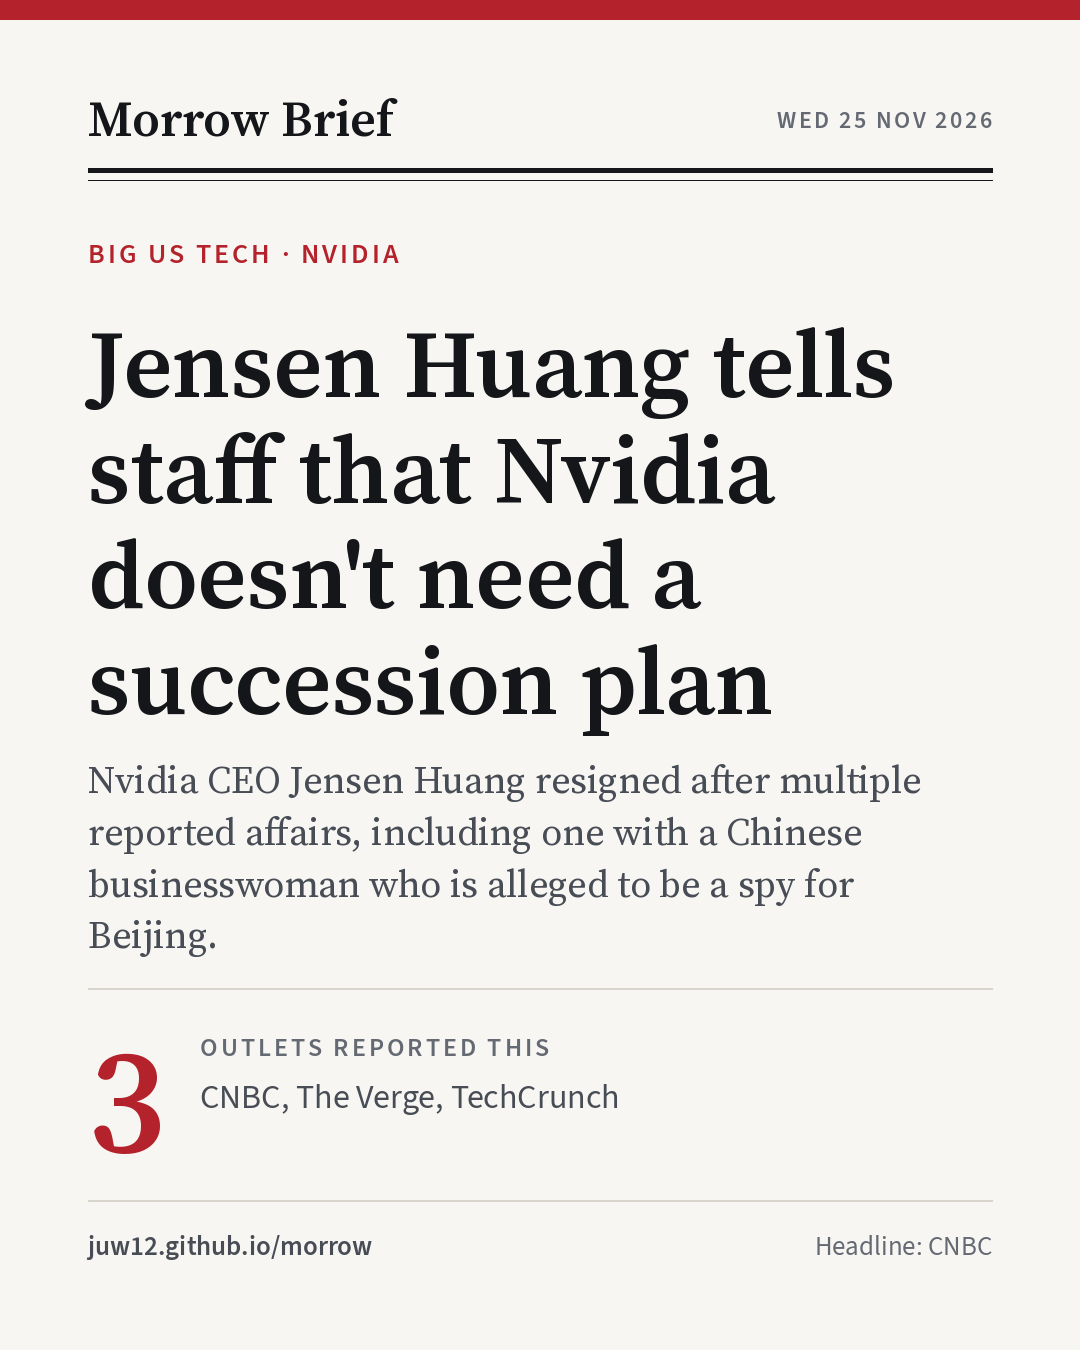 Morrow Brief
WED 25 NOV 2026
BIG US TECH · NVIDIA
Jensen Huang tells
staff that Nvidia
doesn't need a
succession plan
Nvidia CEO Jensen Huang resigned after multiple
reported affairs, including one with a Chinese
businesswoman who is alleged to be a spy for
Beijing.
3
OUTLETS REPORTED THIS
CNBC, The Verge, TechCrunch
juw12.github.io/morrow
Headline: CNBC